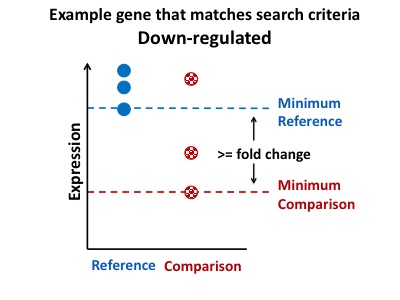 Example gene that matches search criteria
Down-regulated
Minimum
Reference
>= fold change
Minimum
Comparison
Expression
Reference Comparison